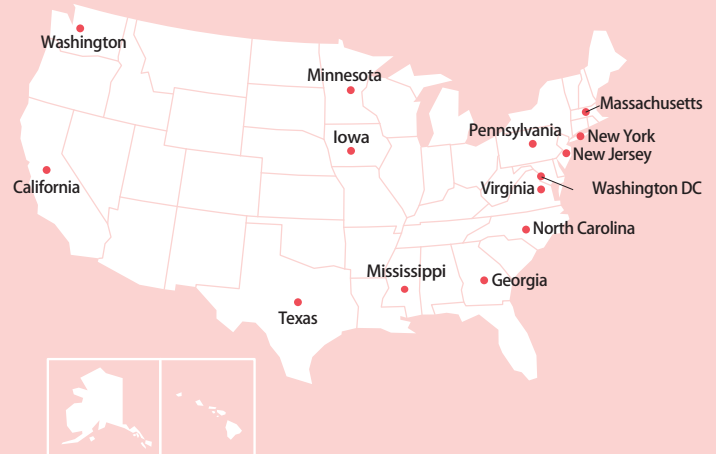 Washington
Minnesota
Massachusetts
Pennsylvania
Iowa
New York
New Jersey
California
Virginia
Washington DC
North Carolina
Mississippi
Georgia
Texas